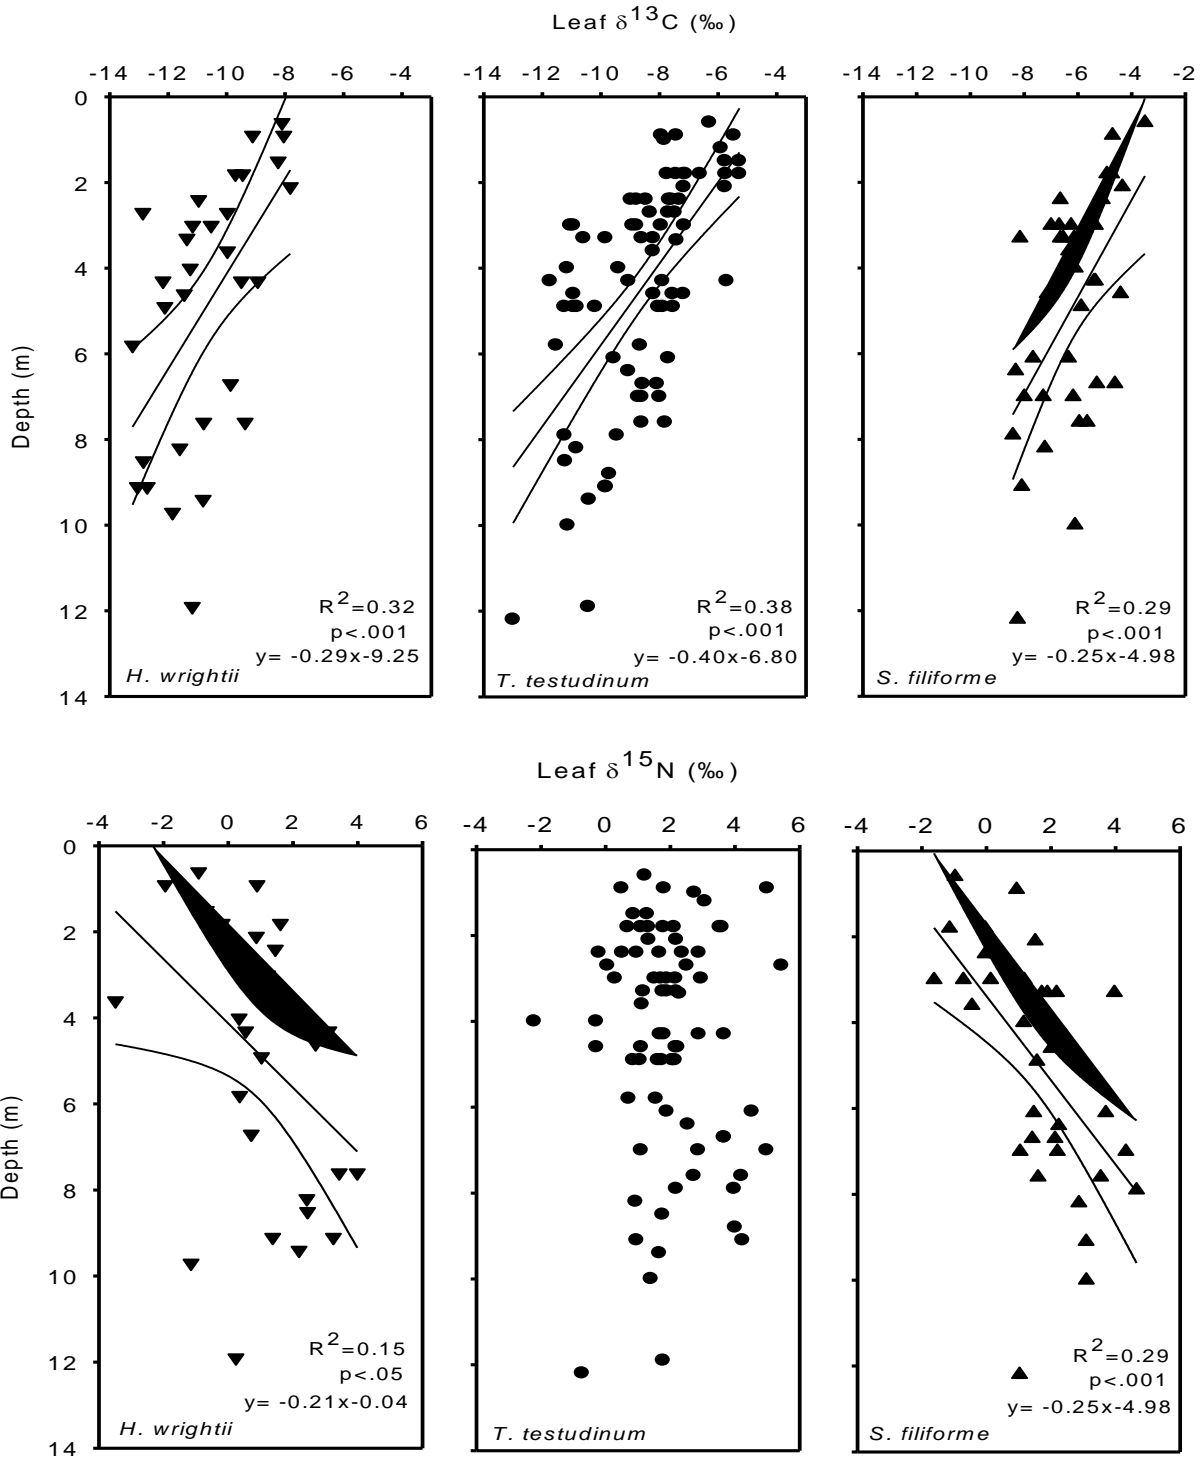 Leaf δ13C (‰)
-14 -12 -10 -8 -6 -4
-14 -12 -10 -8 -6 -4
-14 -12 -10 -8 -6 -4 -2
0
2
4
6
8
10
12
14
Depth (m)
R2=0.32
p<.001
y= -0.29x-9.25
H. wrightii
R2=0.38
p<.001
y= -0.40x-6.80
T. testudinum
R2=0.29
p<.001
y= -0.25x-4.98
S. filiforme
Leaf δ15N (‰)
-4 -2 0 2 4 6
-4 -2 0 2 4 6
-4 -2 0 2 4 6
0
2
4
6
8
10
12
14
Depth (m)
R2=0.15
p<.05
y= -0.21x-0.04
H. wrightii
T. testudinum
R2=0.29
p<.001
y= -0.25x-4.98
S. filiforme